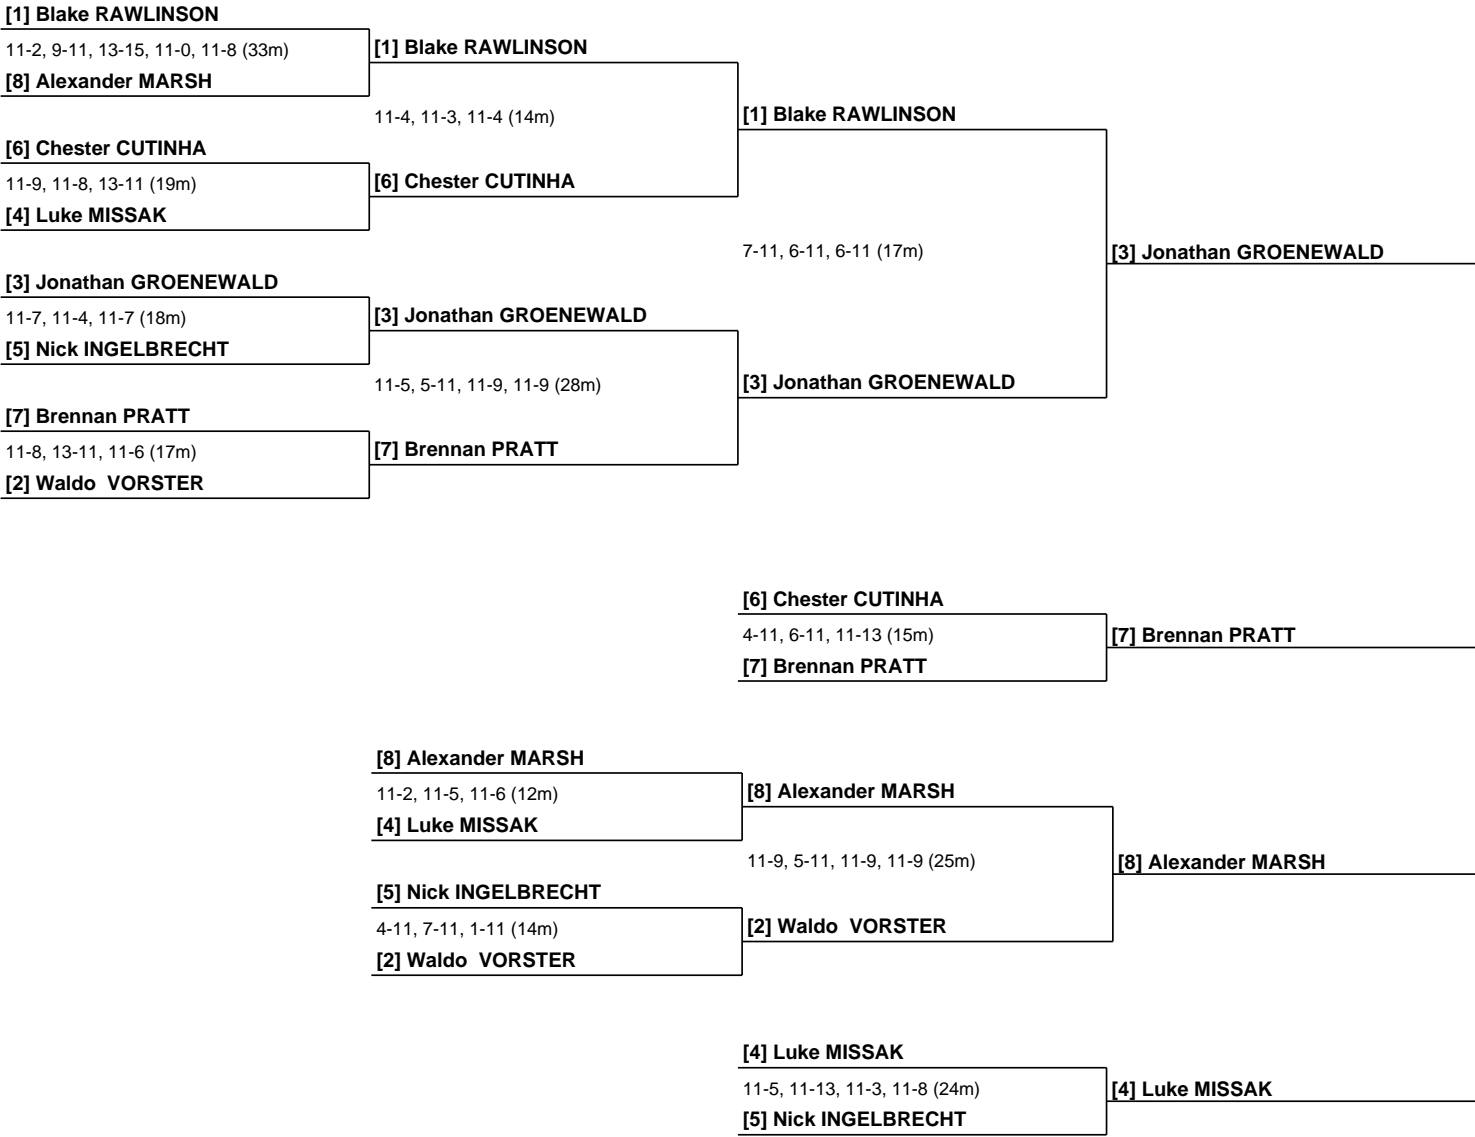 [1] Blake RAWLINSON
11-2, 9-11, 13-15, 11-0, 11-8 (33m)
[1] Blake RAWLINSON
[8] Alexander MARSH
11-4, 11-3, 11-4 (14m)
[1] Blake RAWLINSON
[6] Chester CUTINHA
11-9, 11-8, 13-11 (19m)
[6] Chester CUTINHA
[4] Luke MISSAK
7-11, 6-11, 6-11 (17m)
[3] Jonathan GROENEWALD
[3] Jonathan GROENEWALD
11-7, 11-4, 11-7 (18m)
[3] Jonathan GROENEWALD
[5] Nick INGELBRECHT
11-5, 5-11, 11-9, 11-9 (28m)
[3] Jonathan GROENEWALD
[7] Brennan PRATT
11-8, 13-11, 11-6 (17m)
[7] Brennan PRATT
[2] Waldo  VORSTER
[6] Chester CUTINHA
4-11, 6-11, 11-13 (15m)
[7] Brennan PRATT
[7] Brennan PRATT
[8] Alexander MARSH
11-2, 11-5, 11-6 (12m)
[8] Alexander MARSH
[4] Luke MISSAK
11-9, 5-11, 11-9, 11-9 (25m)
[8] Alexander MARSH
[5] Nick INGELBRECHT
4-11, 7-11, 1-11 (14m)
[2] Waldo  VORSTER
[2] Waldo  VORSTER
[4] Luke MISSAK
11-5, 11-13, 11-3, 11-8 (24m)
[4] Luke MISSAK
[5] Nick INGELBRECHT